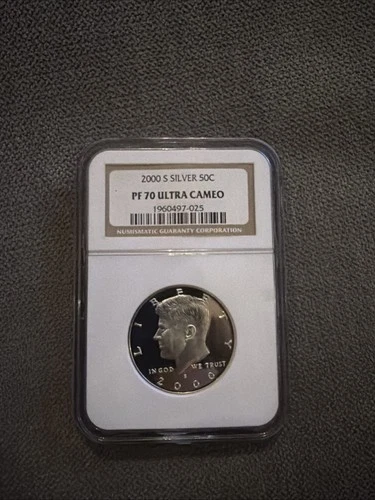 2000 S SILVER 50C
PF 70 ULTRA CAMEO
1960497-025
NUMISMATIC GUARANTY CORPORATION
LIBERTY
IN GOD WE TRUST
S
2000